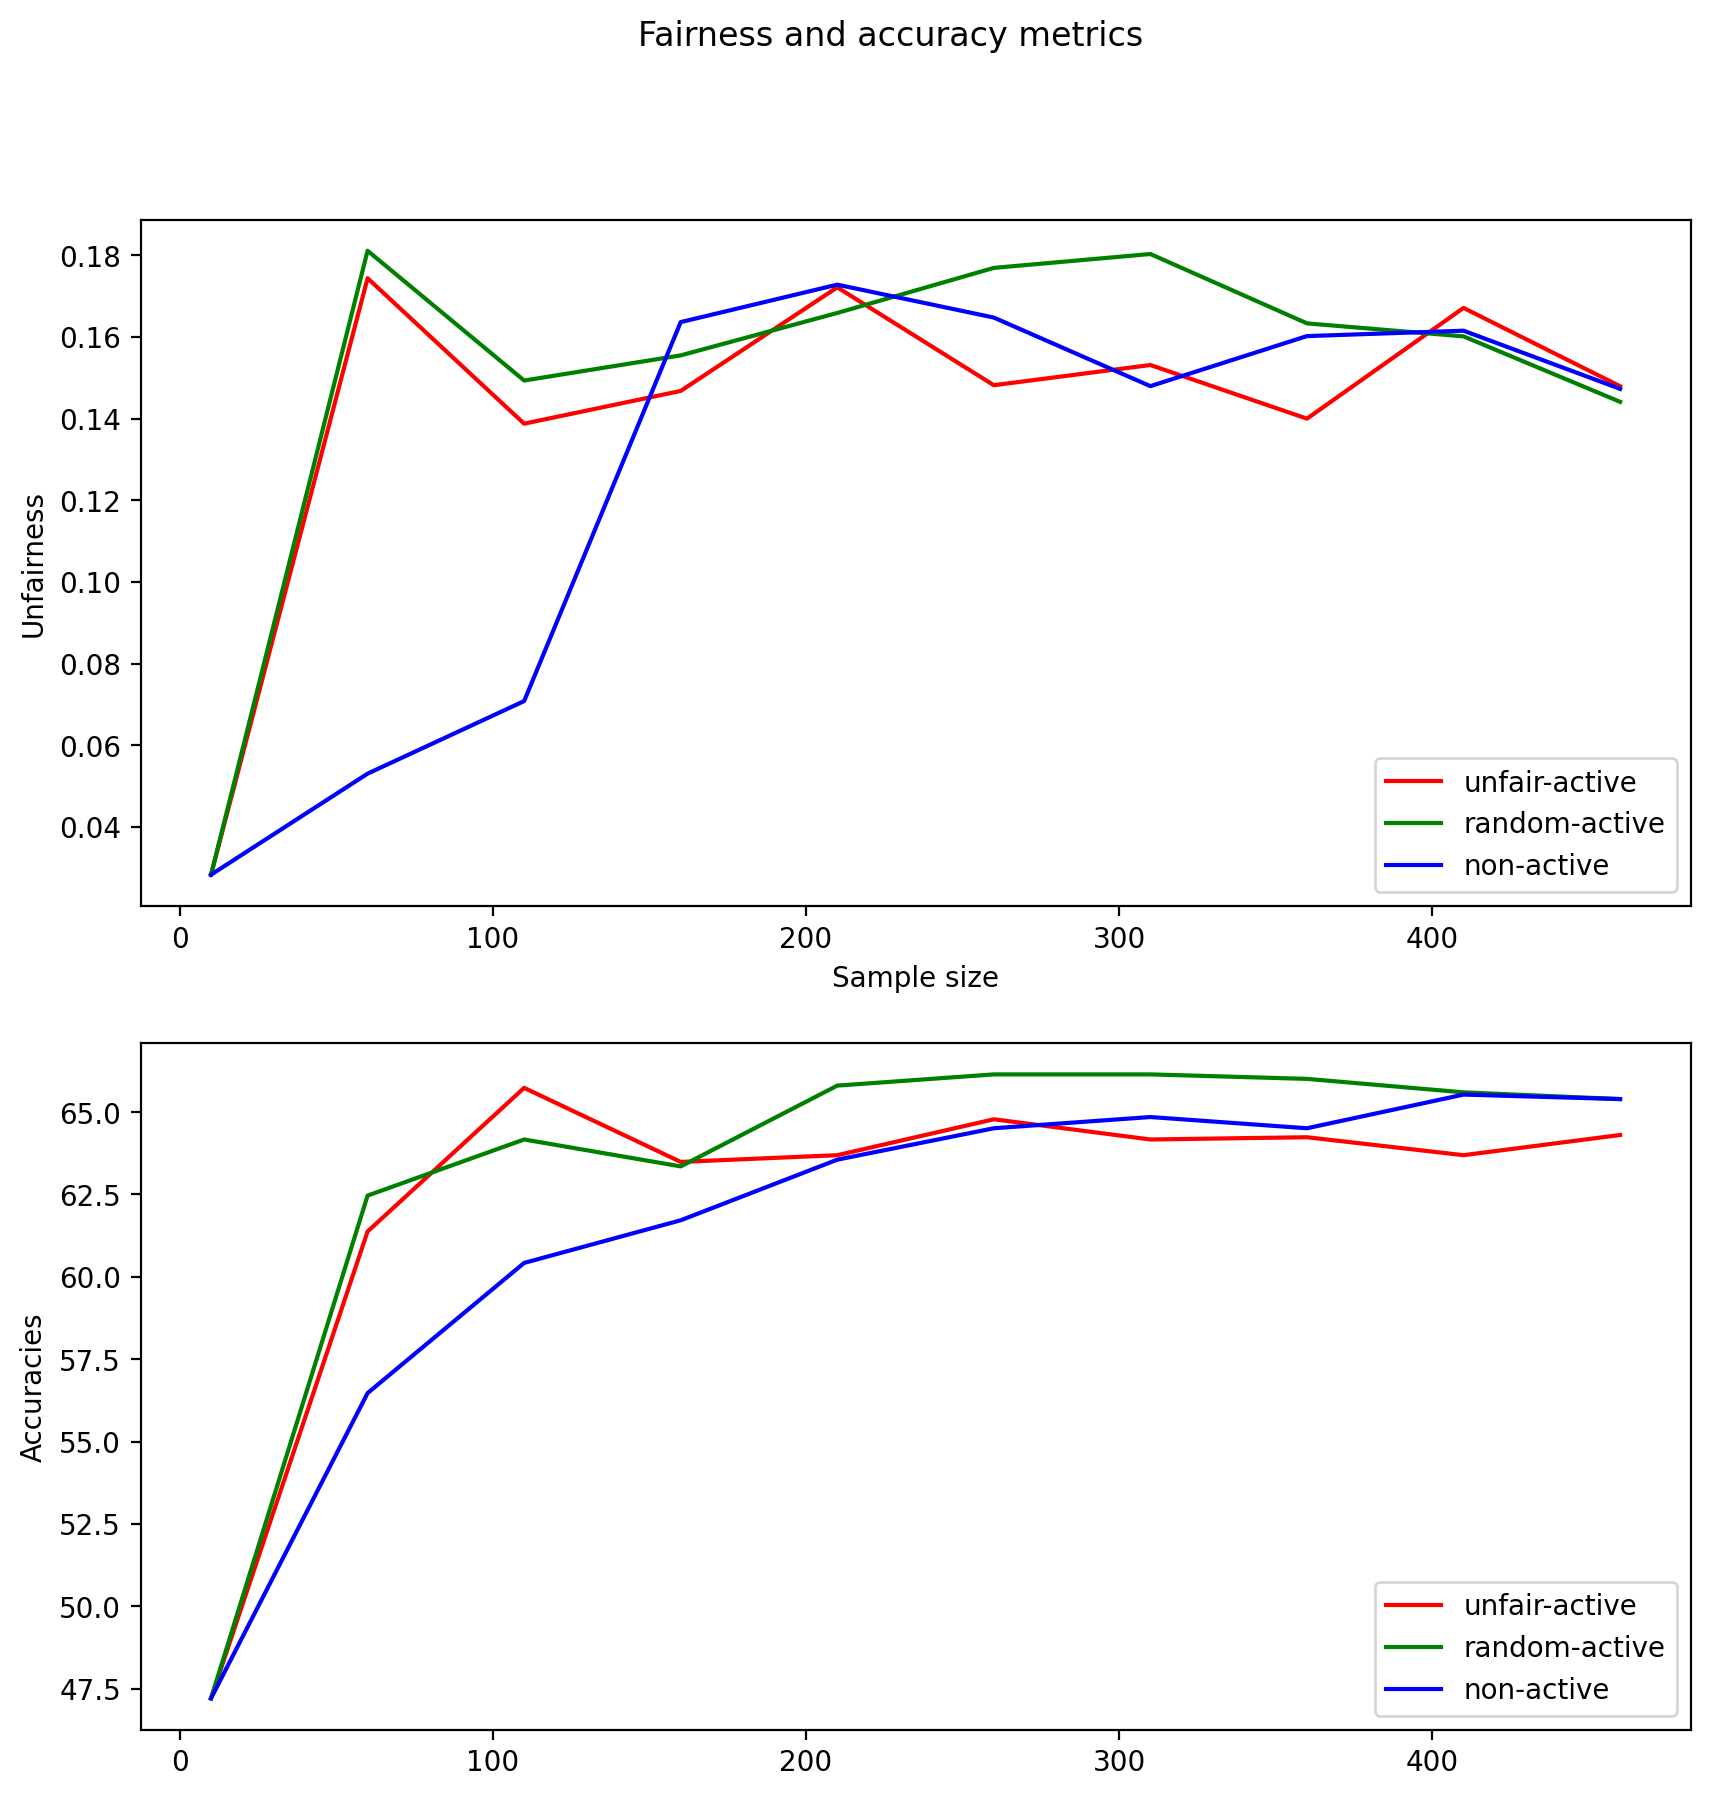 Fairness and accuracy metrics
0.18
0.16
0.14
0.12
0.10
0.08
0.06
0.04
Unfairness
unfair-active
random-active
non-active
0 100 200 300 400
Sample size
65.0
62.5
60.0
57.5
55.0
52.5
50.0
47.5
Accuracies
unfair-active
random-active
non-active
0 100 200 300 400